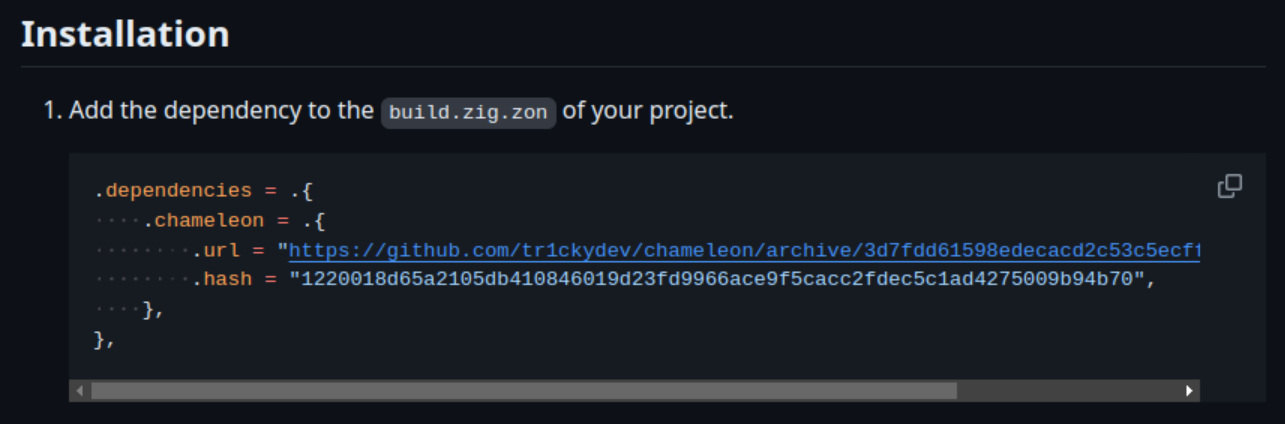 Installation
1. Add the dependency to the build.zig.zon of your project.
.dependencies = .{
····.chameleon = .{
········.url = "https://github.com/tr1ckydev/chameleon/archive/3d7fdd61598edecacd2c53c5ecf
········.hash = "1220018d65a2105db410846019d23fd9966ace9f5cacc2fdec5c1ad4275009b94b70",
····},
},